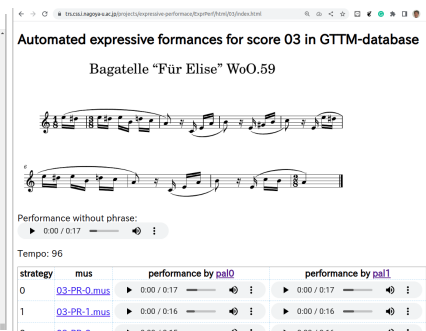 trs.css.i.nagoya-u.ac.jp/projects/expressive-performace/ExprPerf/html/03/index.html
Automated expressive formances for score 03 in GTTM-database
Bagatelle “Für Elise” WoO.59
Performance without phrase:
0:00 / 0:17
Tempo: 96
strategy mus performance by pal0 performance by pal1
0 03-PR-0.mus 0:00 / 0:17 0:00 / 0:17
1 03-PR-1.mus 0:00 / 0:16 0:00 / 0:16